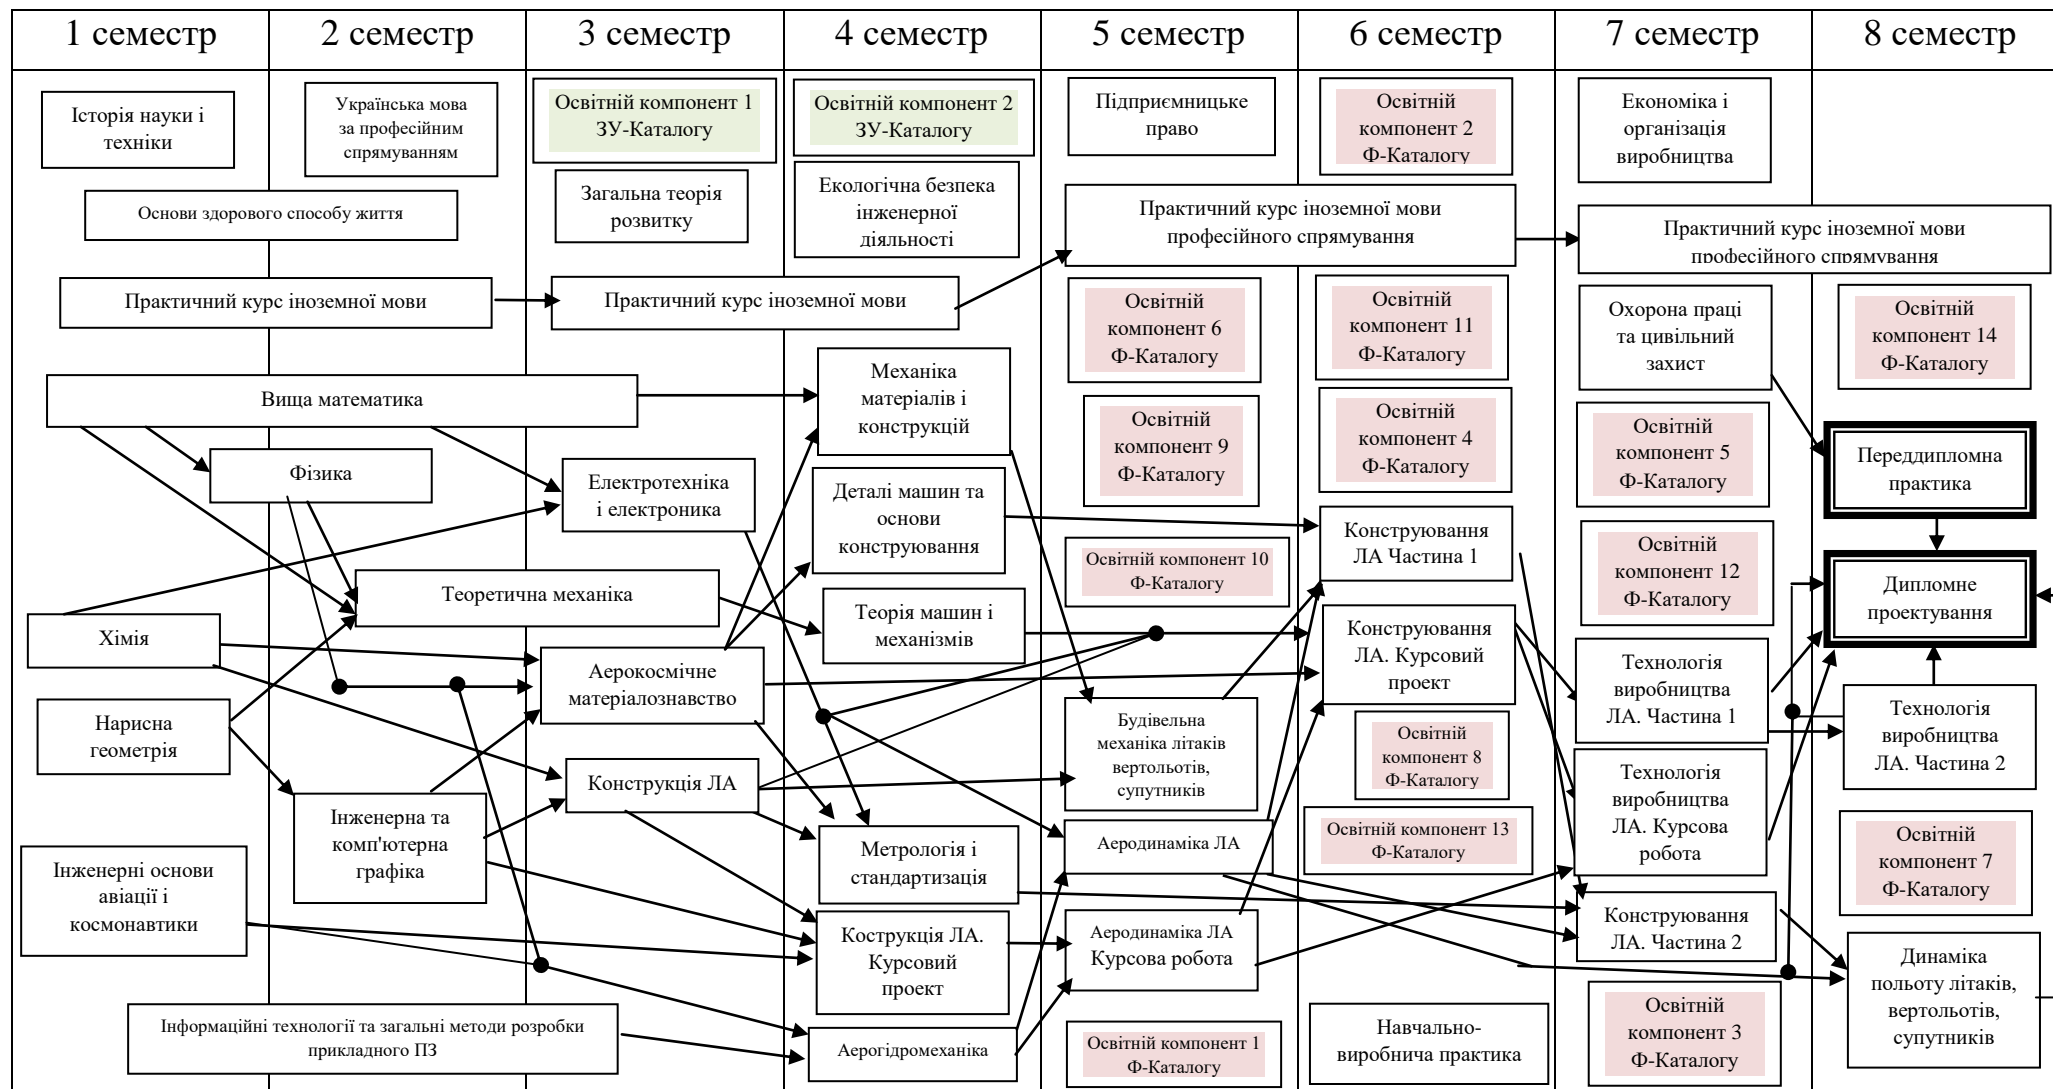 1 семестр
2 семестр
3 семестр
4 семестр
5 семестр
6 семестр
7 семестр
8 семестр
Історія науки і
техніки
Українська мова
за професійним
спрямуванням
Освітній компонент 1
ЗУ-Каталогу
Освітній компонент 2
ЗУ-Каталогу
Підприємницьке
право
Освітній
компонент 2
Ф-Каталогу
Економіка і
організація
виробництва
Основи здорового способу життя
Загальна теорія
розвитку
Екологічна безпека
інженерної
діяльності
Практичний курс іноземної мови
професійного спрямування
Практичний курс іноземної мови
професійного спрямування
Практичний курс іноземної мови
Практичний курс іноземної мови
Освітній
компонент 6
Ф-Каталогу
Освітній
компонент 11
Ф-Каталогу
Охорона праці
та цивільний
захист
Освітній
компонент 14
Ф-Каталогу
Вища математика
Механіка
матеріалів і
конструкцій
Освітній
компонент 9
Ф-Каталогу
Освітній
компонент 4
Ф-Каталогу
Освітній
компонент 5
Ф-Каталогу
Переддипломна
практика
Фізика
Електротехніка
і електроника
Деталі машин та
основи
конструювання
Освітній компонент 10
Ф-Каталогу
Конструювання
ЛА Частина 1
Освітній
компонент 12
Ф-Каталогу
Дипломне
проектування
Хімія
Теоретична механіка
Теорія машин і
механізмів
Аерокосмічне
матеріалознавство
Конструювання
ЛА. Курсовий
проект
Технологія
виробництва
ЛА. Частина 1
Технологія
виробництва
ЛА. Частина 2
Нарисна
геометрія
Інженерна та
комп'ютерна
графіка
Конструкція ЛА
Будівельна
механіка літаків
вертольотів,
супутників
Освітній
компонент 8
Ф-Каталогу
Технологія
виробництва
ЛА. Курсова
робота
Інженерні основи
авіації і
космонавтики
Метрологія і
стандартизація
Аеродинаміка ЛА
Освітній компонент 13
Ф-Каталогу
Освітній
компонент 7
Ф-Каталогу
Кострукція ЛА.
Курсовий
проект
Аеродинаміка ЛА
Курсова робота
Конструювання
ЛА. Частина 2
Динаміка
польоту літаків,
вертольотів,
супутників
Інформаційні технології та загальні методи розробки
прикладного ПЗ
Аерогідромеханіка
Освітній компонент 1
Ф-Каталогу
Навчально-
виробнича практика
Освітній
компонент 3
Ф-Каталогу